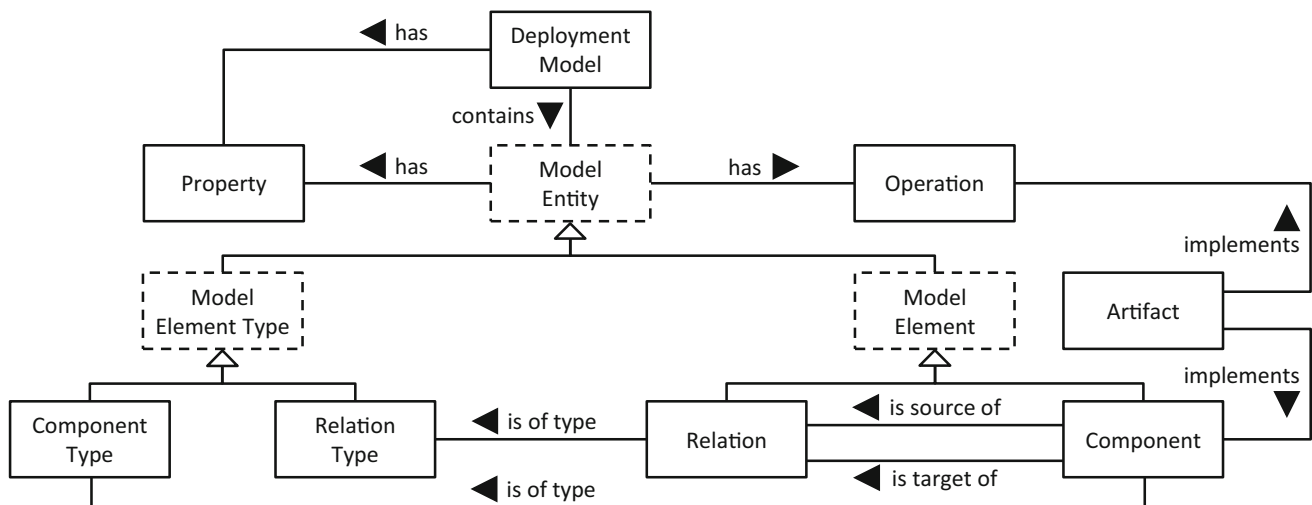 has
Deployment
Model
contains
Property
has
Model
Entity
has
Operation
implements
Model
Element Type
Model
Element
Artifact
implements
Component
Type
Relation
Type
is of type
Relation
is source of
Component
is of type
is target of